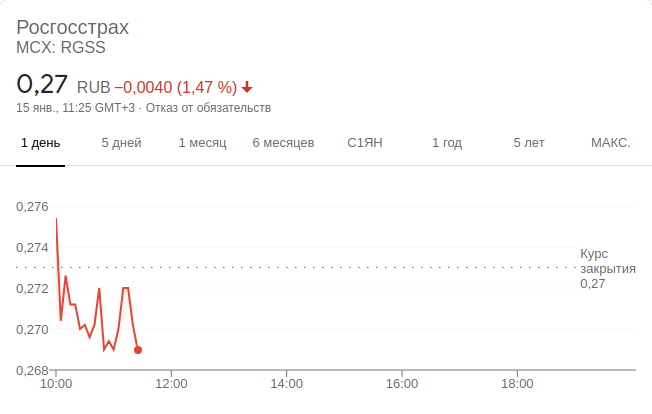 Росгосстрах
MCX: RGSS
0,27 RUB −0,0040 (1,47 %)
15 янв., 11:25 GMT+3 · Отказ от обязательств
1 день 5 дней 1 месяц 6 месяцев С1ЯН 1 год 5 лет МАКС.
0,276
0,274
Курс
закрытия
0,27
0,272
0,270
0,268
10:00 12:00 14:00 16:00 18:00